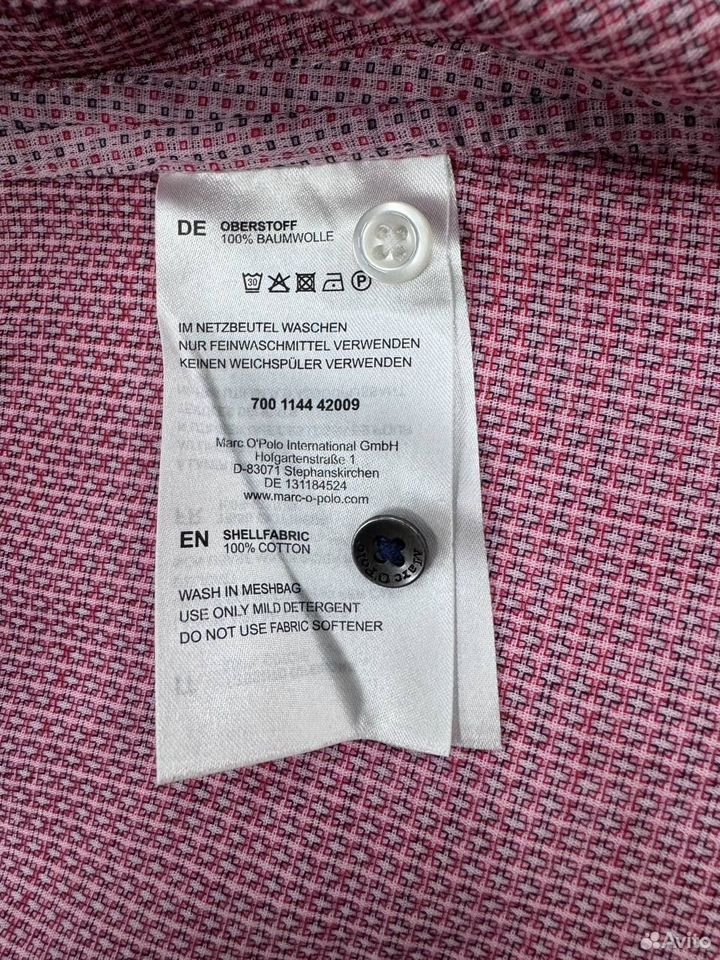 DE OBERSTOFF
100% BAUMWOLLE
30 P
IM NETZBEUTEL WASCHEN
NUR FEINWASCHMITTEL VERWENDEN
KEINEN WEICHSPÜLER VERWENDEN
700 1144 42009
Marc O'Polo International GmbH
Hofgartenstraße 1
D-83071 Stephanskirchen
DE 131184524
www.marc-o-polo.com
EN SHELLFABRIC
100% COTTON
Marc O'Polo
WASH IN MESHBAG
USE ONLY MILD DETERGENT
DO NOT USE FABRIC SOFTENER
Avito